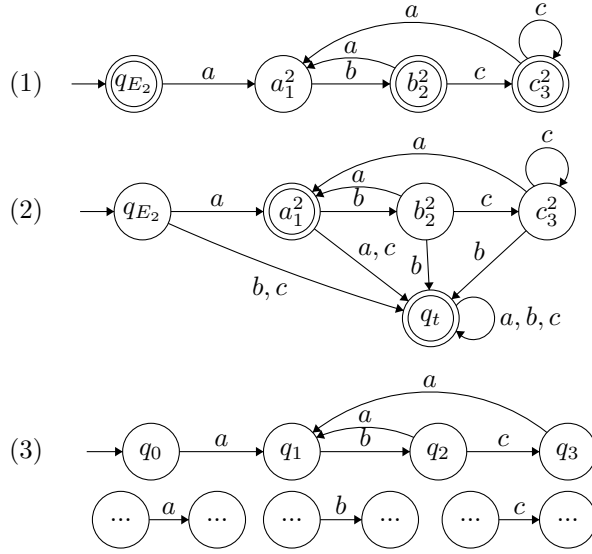 a
c
a
(1) q_{E_2} a a_1^2 b b_2^2 c c_3^2
c
a
a
(2) q_{E_2} a a_1^2 b b_2^2 c c_3^2
a, c b b
b, c
q_t a, b, c
a
a
(3) q_0 a q_1 b q_2 c q_3
... a ... ... b ... ... c ...